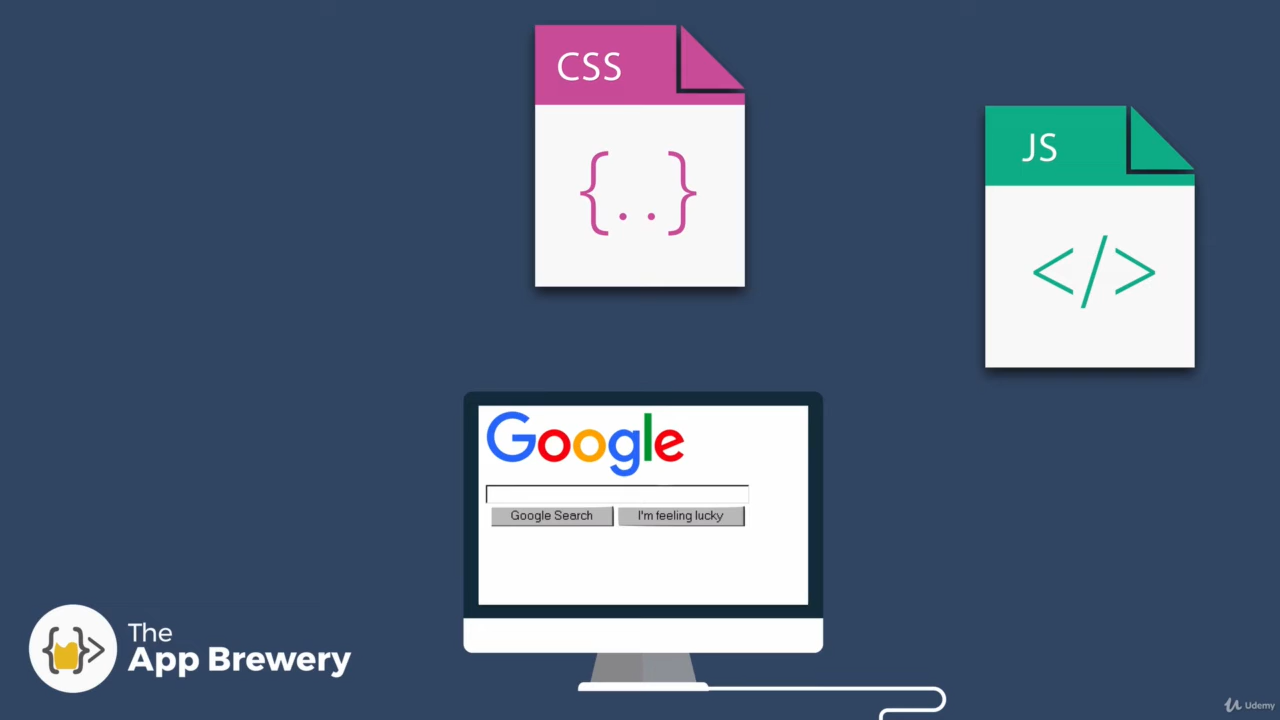 CSS
{..}
JS
</>
Google
Google Search
I'm feeling lucky
The
App Brewery
Udemy